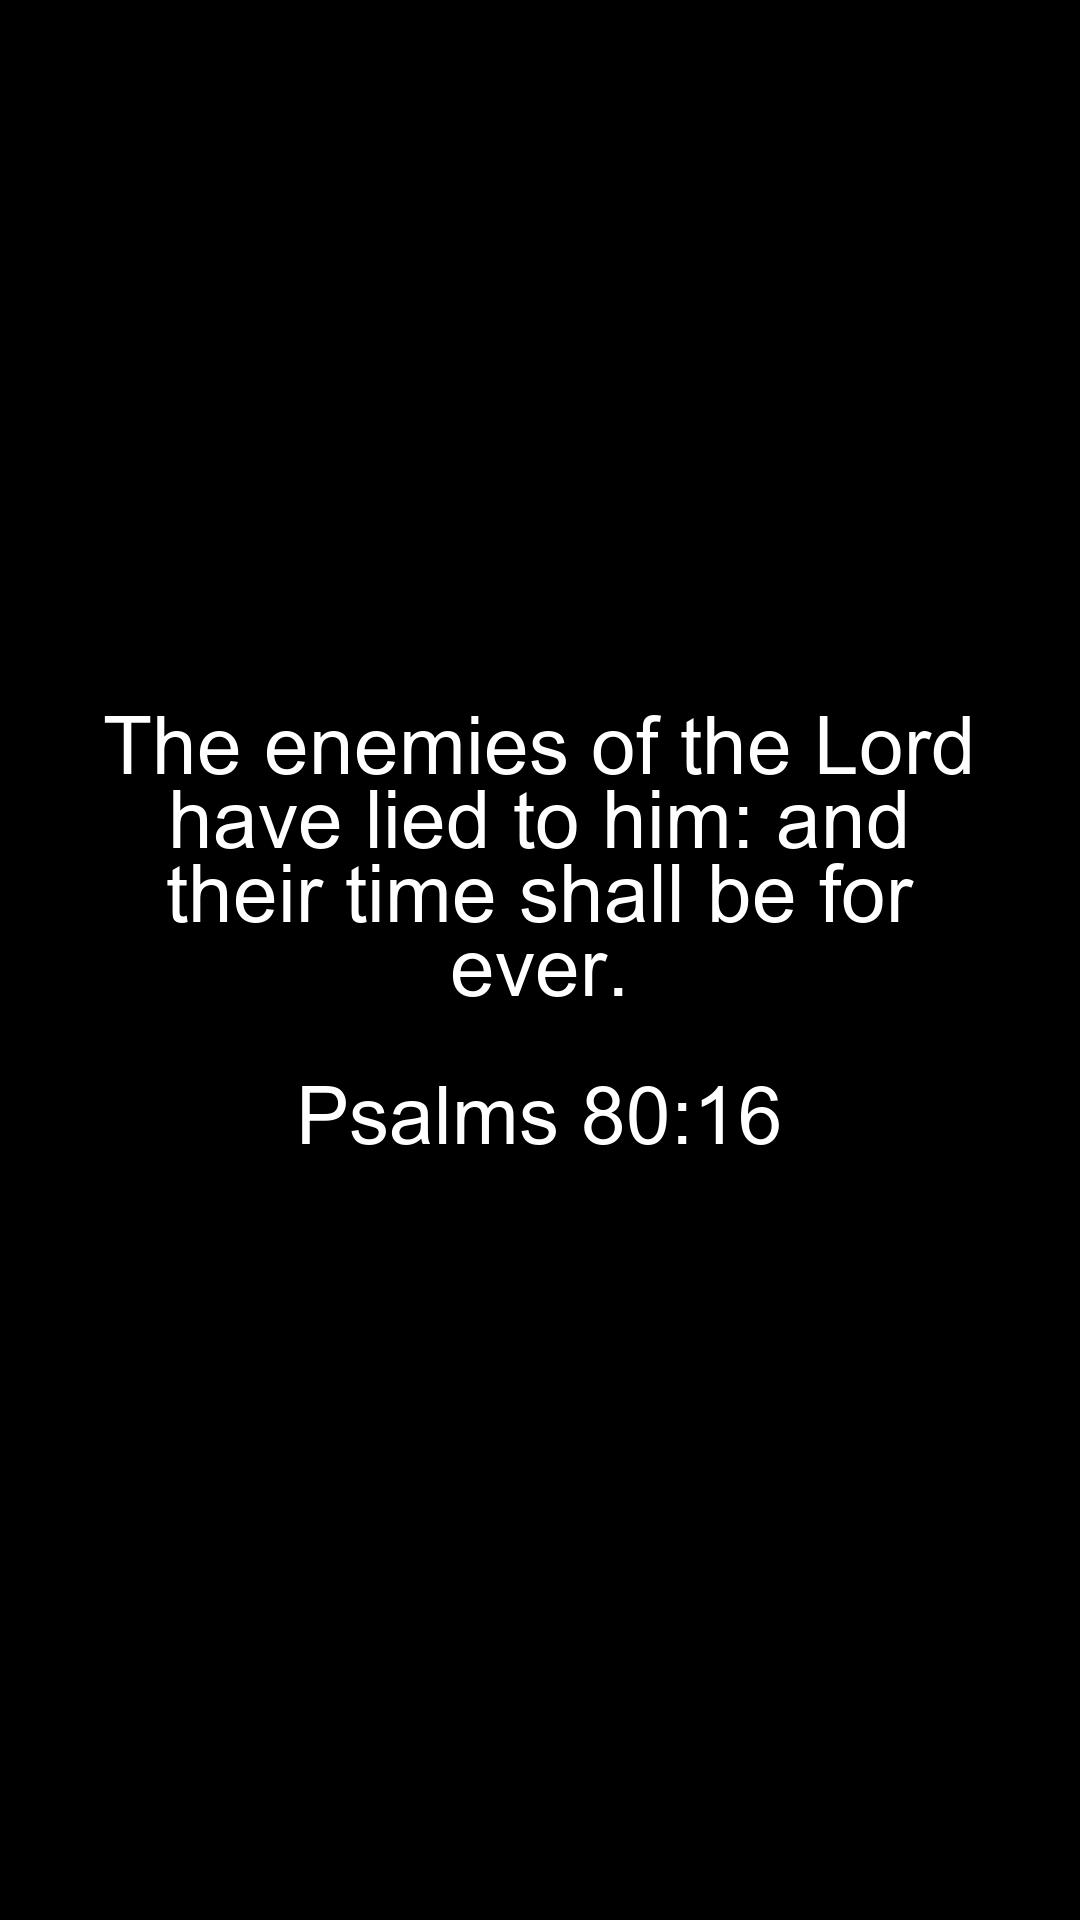 The enemies of the Lord
have lied to him: and
their time shall be for
ever.
Psalms 80:16